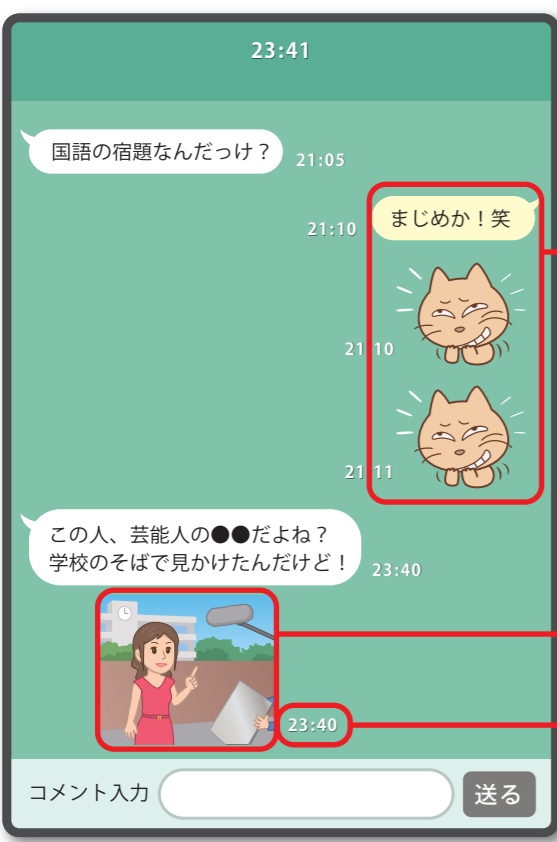 23:41
国語の宿題なんだっけ？
21:05
まじめか！笑
21:10
21:10
21:11
この人、芸能人の●●だよね？
学校のそばで見かけたんだけど！
23:40
23:40
コメント入力
送る